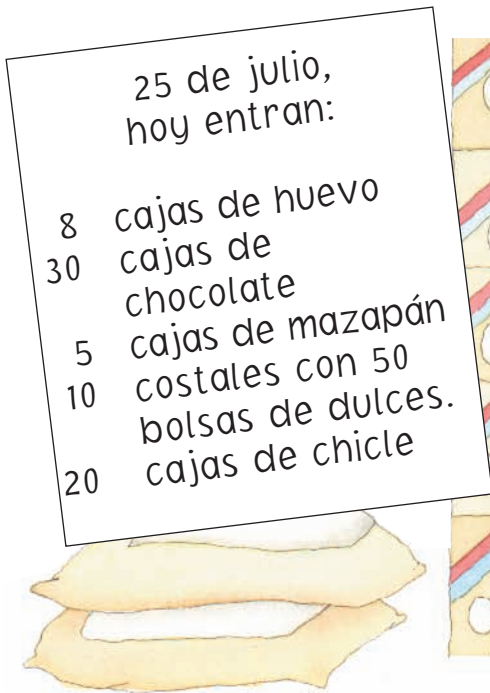 25 de julio,
hoy entran:
8 cajas de huevo
30 cajas de
chocolate
5 cajas de mazapán
10 costales con 50
bolsas de dulces.
20 cajas de chicle